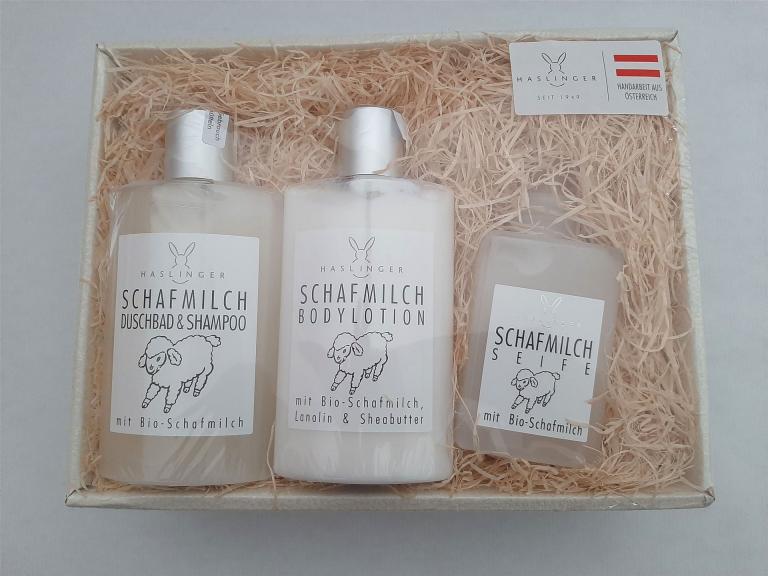 HASLINGER
SEIT 1949
HANDARBEIT AUS
ÖSTERREICH
HASLINGER
SCHAFMILCH
DUSCHBAD & SHAMPOO
mit Bio-Schafmilch
HASLINGER
SCHAFMILCH
BODYLOTION
mit Bio-Schafmilch,
Lanolin & Sheabutter
SCHAFMILCH
SEIFE
mit Bio-Schafmilch